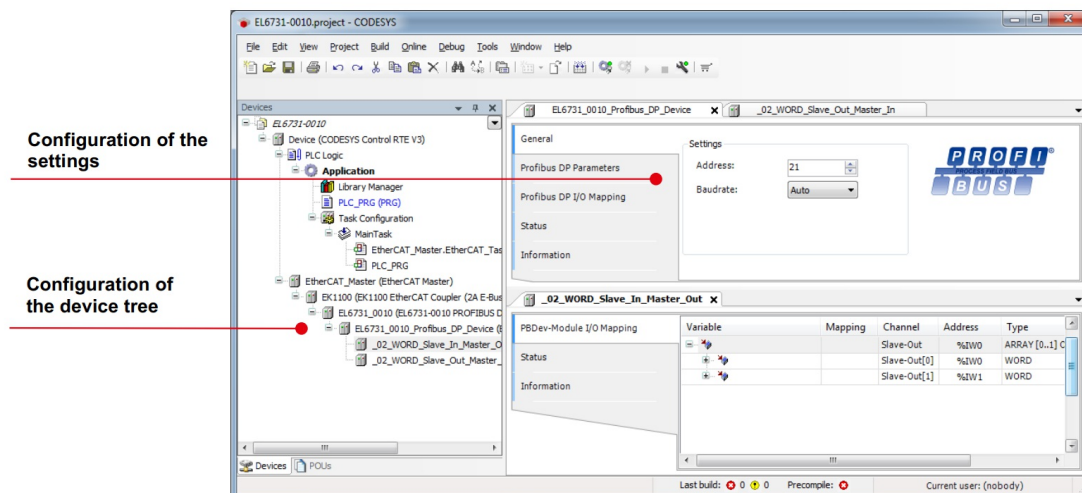 EL6731-0010.project - CODESYS
File Edit View Project Build Online Debug Tools Window Help
Devices
EL6731-0010
Device (CODESYS Control RTE V3)
PLC Logic
Application
Library Manager
PLC_PRG (PRG)
Task Configuration
MainTask
EtherCAT_Master.EtherCAT_Tas
PLC_PRG
EtherCAT_Master (EtherCAT Master)
EK1100 (EK1100 EtherCAT Coupler (2A E-Bus
EL6731_0010 (EL6731-0010 PROFIBUS D
EL6731_0010_Profibus_DP_Device (E
_02_WORD_Slave_In_Master_O
_02_WORD_Slave_Out_Master_
Devices POUs
Configuration of the
settings
Configuration of
the device tree
EL6731_0010_Profibus_DP_Device _02_WORD_Slave_Out_Master_In
General
Profibus DP Parameters
Profibus DP I/O Mapping
Status
Information
Settings
Address: 21
Baudrate: Auto
PROFI®
PROCESS FIELD BUS
BUS
_02_WORD_Slave_In_Master_Out
PBDev-Module I/O Mapping
Status
Information
Variable Mapping Channel Address Type
Slave-Out %IW0 ARRAY [0..1] O
Slave-Out[0] %IW0 WORD
Slave-Out[1] %IW1 WORD
Last build: 0 0 Precompile: Current user: (nobody)